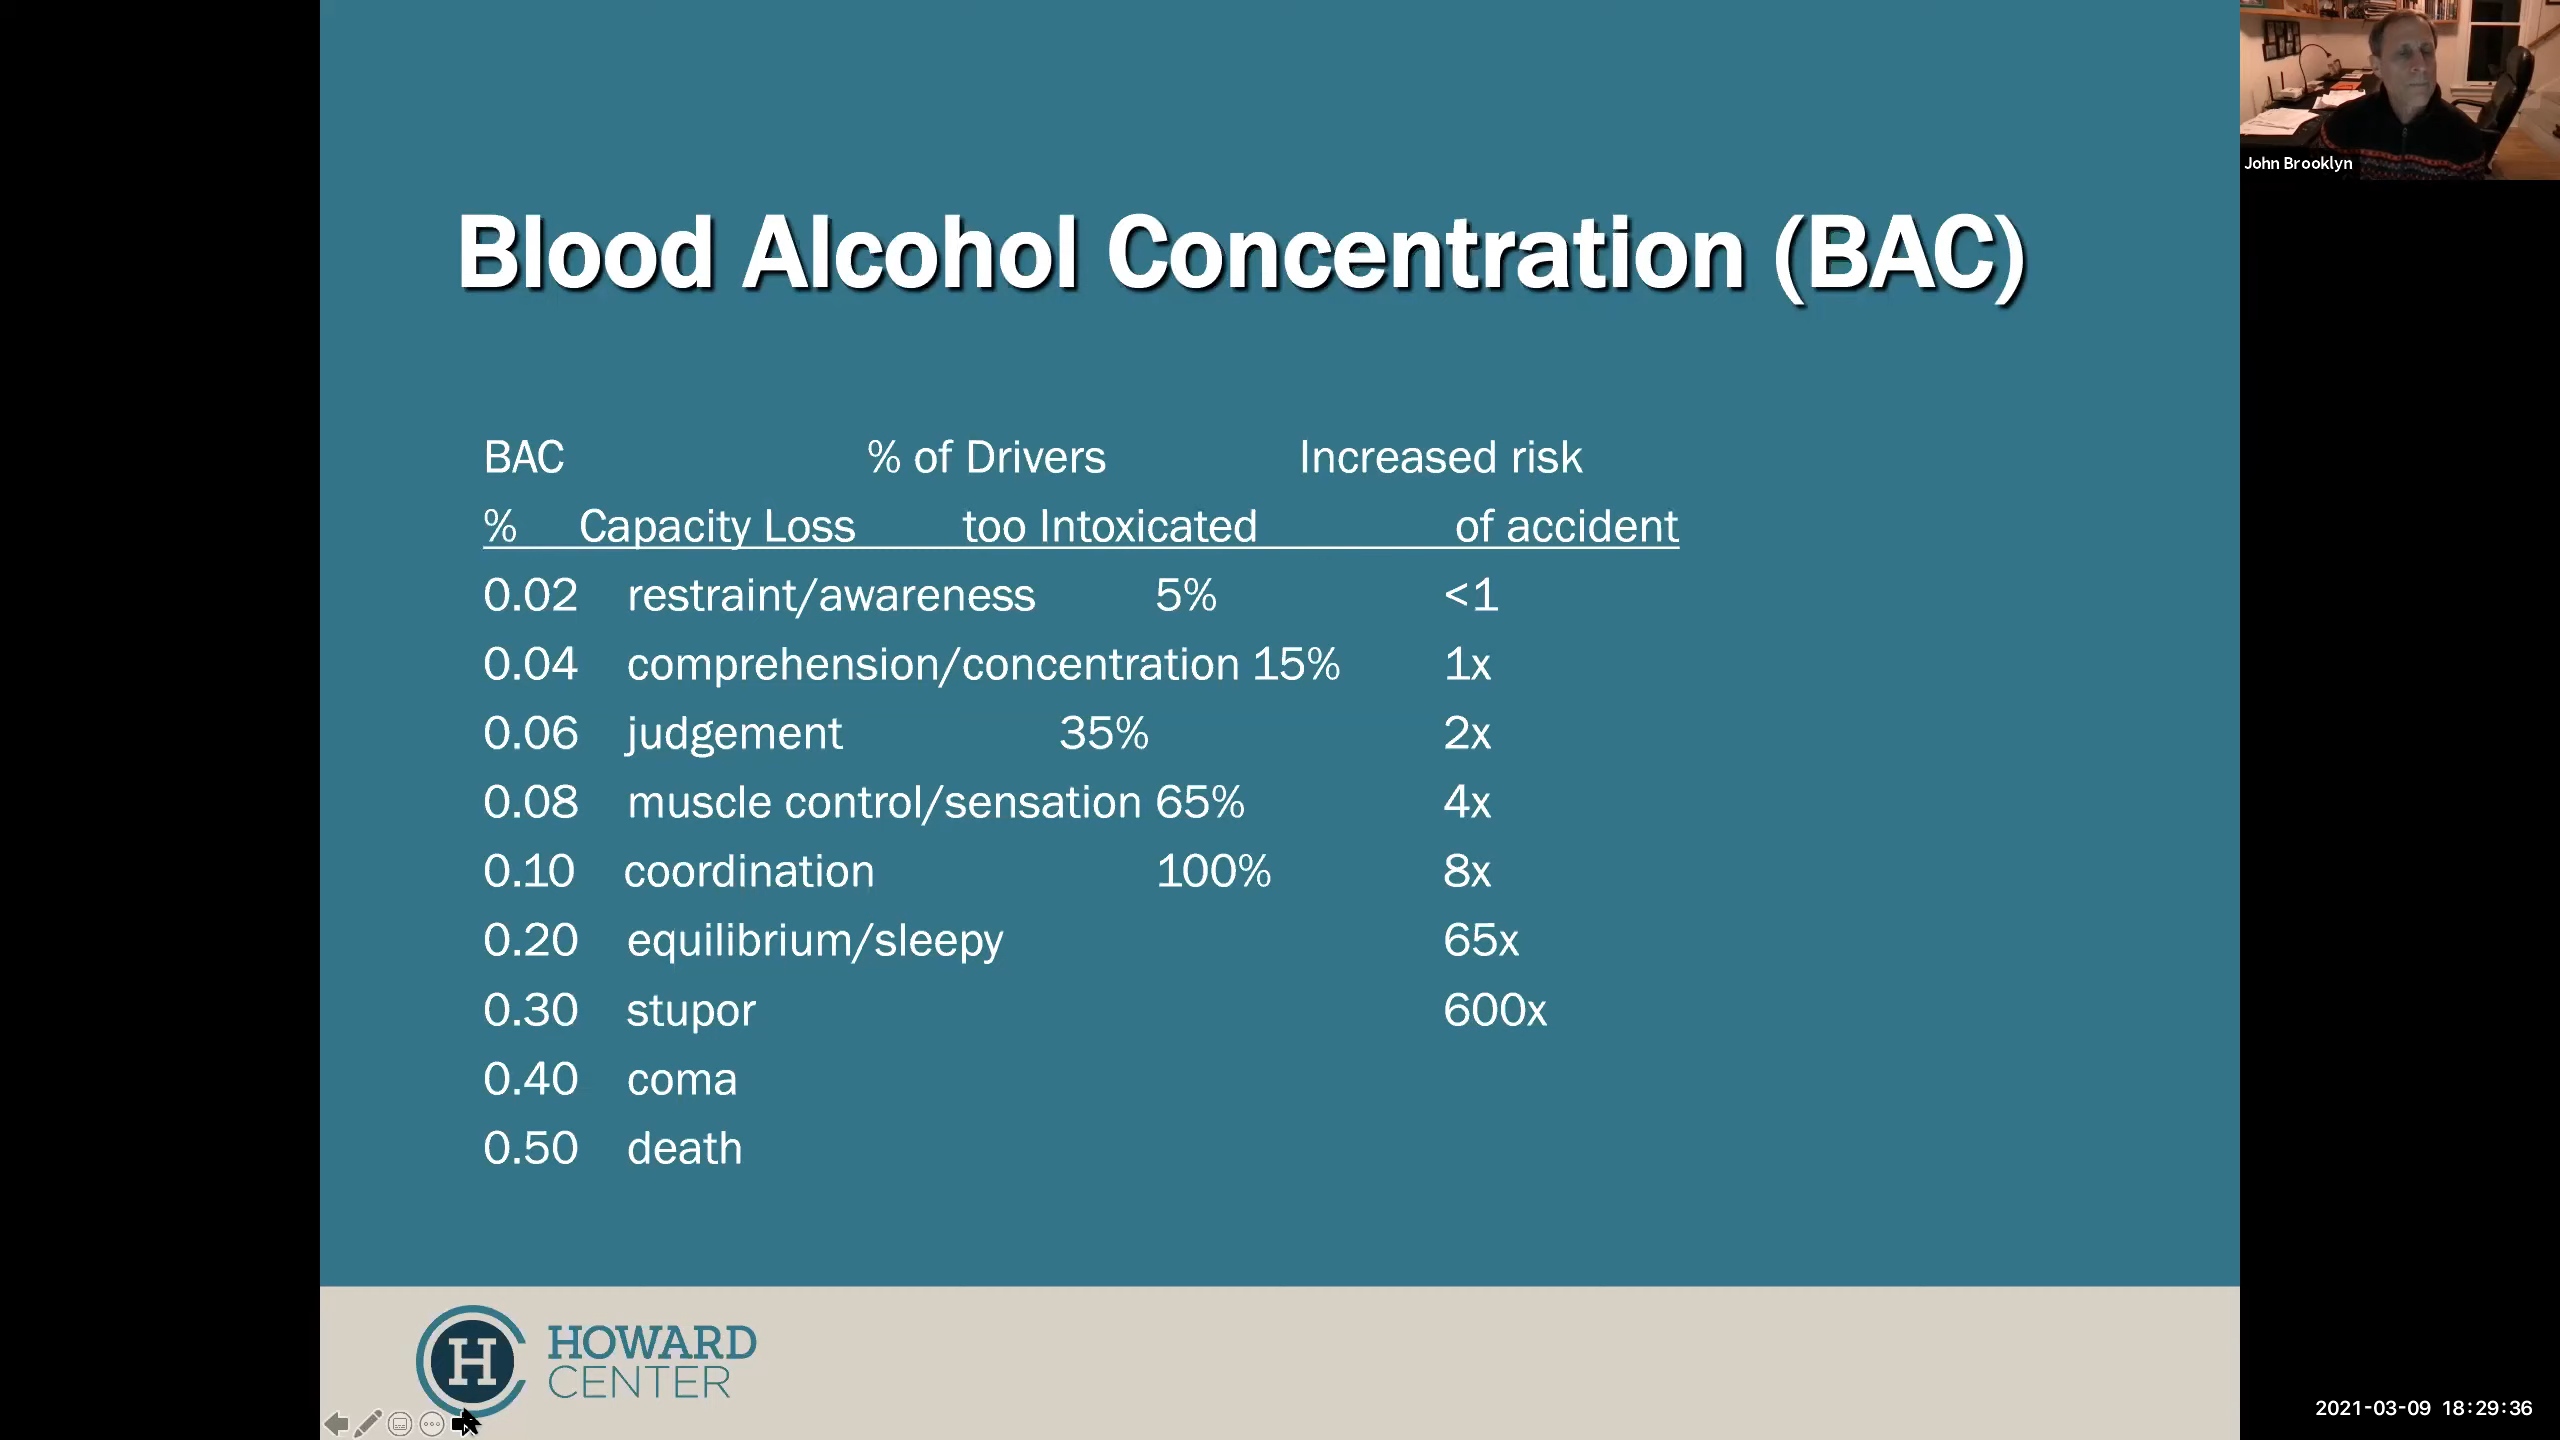 Blood Alcohol Concentration (BAC)
BAC % of Drivers Increased risk
% Capacity Loss too Intoxicated of accident
0.02 restraint/awareness 5% <1
0.04 comprehension/concentration 15% 1x
0.06 judgement 35% 2x
0.08 muscle control/sensation 65% 4x
0.10 coordination 100% 8x
0.20 equilibrium/sleepy 65x
0.30 stupor 600x
0.40 coma
0.50 death
H
HOWARD
CENTER
John Brooklyn
2021-03-09 18:29:36